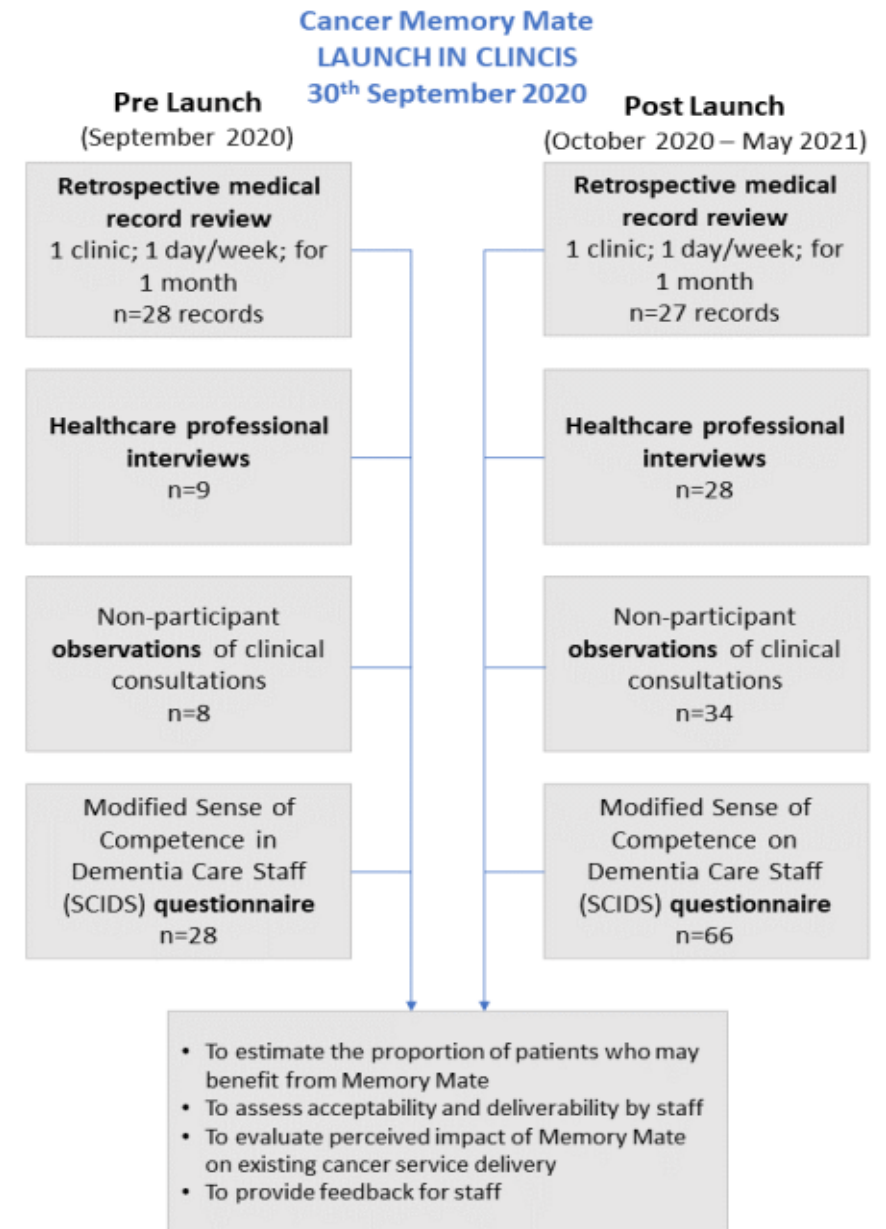 Cancer Memory Mate
LAUNCH IN CLINCIS
30th September 2020
Pre Launch
(September 2020)
Retrospective medical
record review
1 clinic; 1 day/week; for
1 month
n=28 records
Healthcare professional
interviews
n=9
Non-participant
observations of clinical
consultations
n=8
Modified Sense of
Competence in
Dementia Care Staff
(SCIDS) questionnaire
n=28
Post Launch
(October 2020 – May 2021)
Retrospective medical
record review
1 clinic; 1 day/week; for
1 month
n=27 records
Healthcare professional
interviews
n=28
Non-participant
observations of clinical
consultations
n=34
Modified Sense of
Competence on
Dementia Care Staff
(SCIDS) questionnaire
n=66
• To estimate the proportion of patients who may
benefit from Memory Mate
• To assess acceptability and deliverability by staff
• To evaluate perceived impact of Memory Mate
on existing cancer service delivery
• To provide feedback for staff